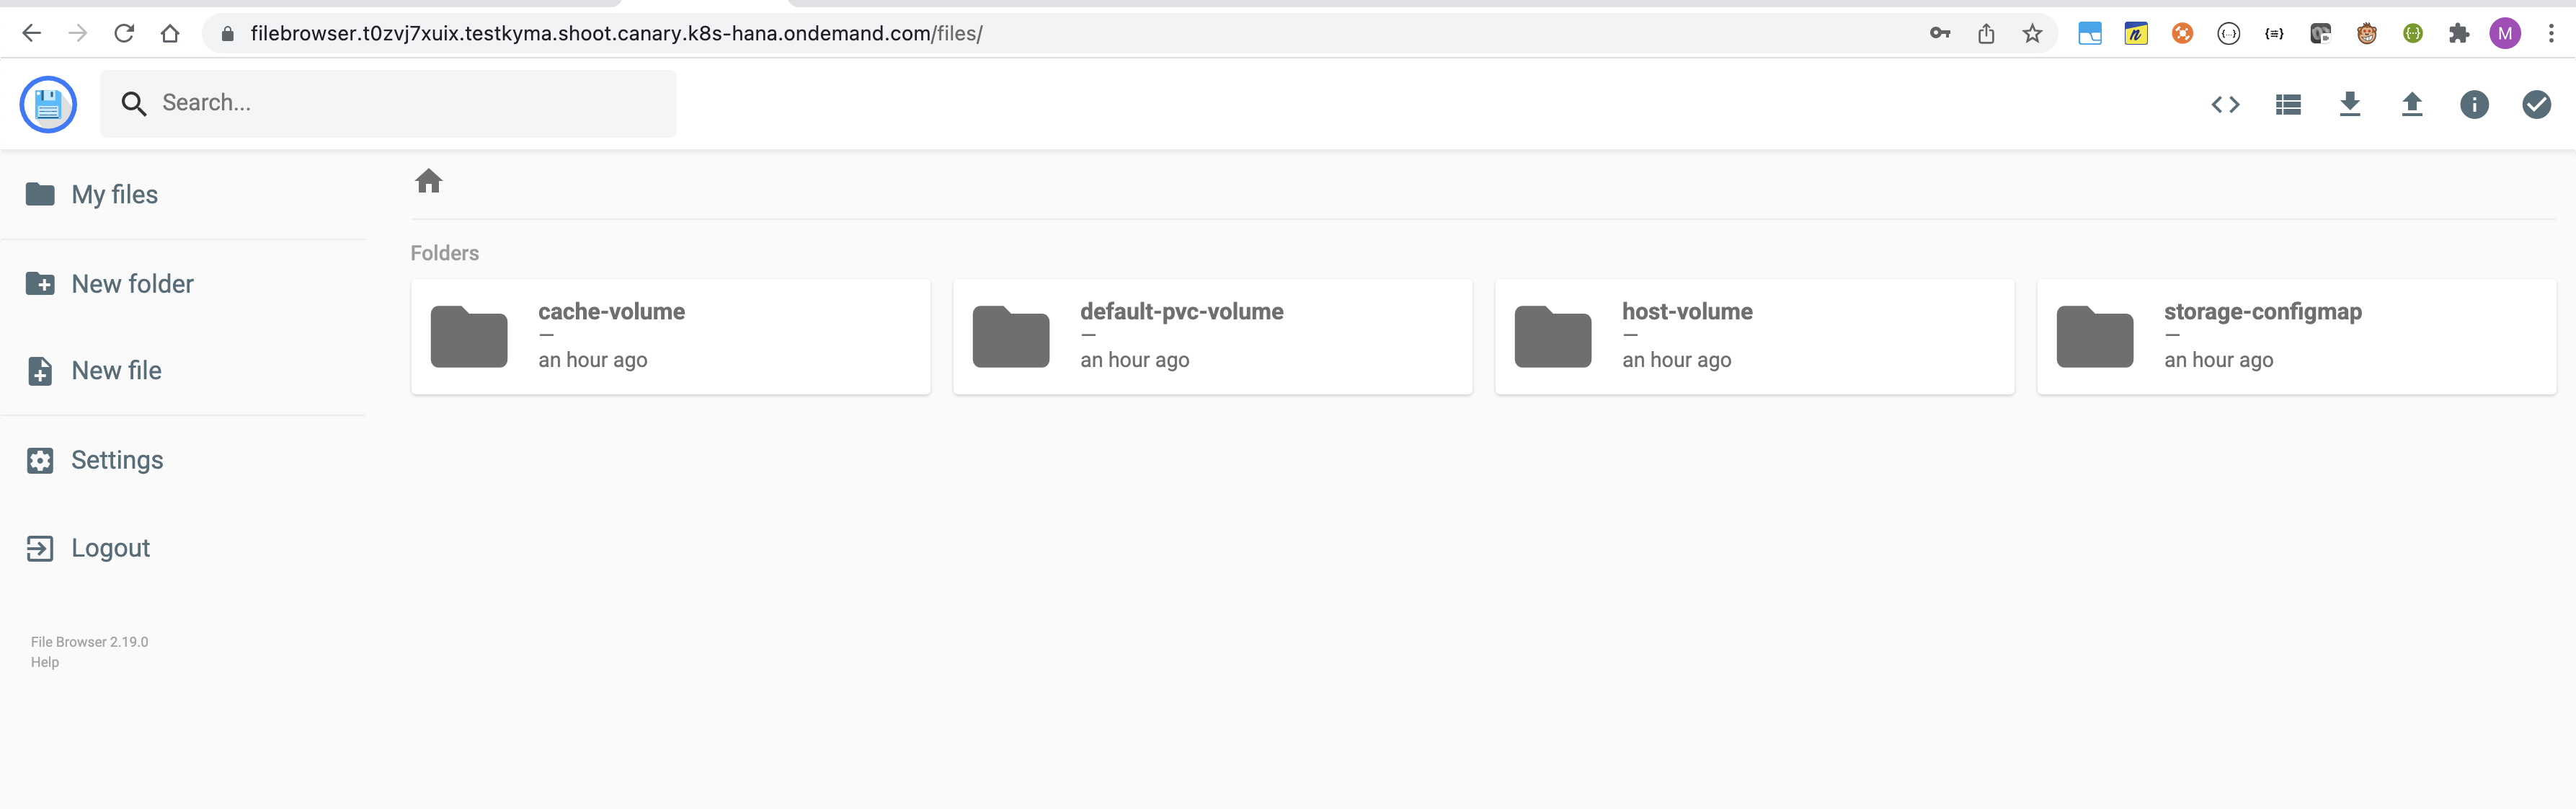 filebrowser.t0zvj7xuix.testkyma.shoot.canary.k8s-hana.ondemand.com/files/
M
Search...
My files
New folder
New file
Settings
Logout
File Browser 2.19.0
Help
Folders
cache-volume
—
an hour ago
default-pvc-volume
—
an hour ago
host-volume
—
an hour ago
storage-configmap
—
an hour ago